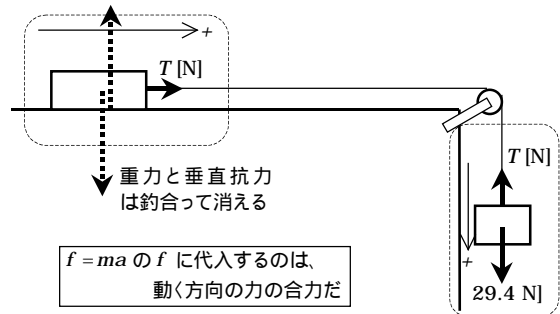 +
T [N]
重力と垂直抗力
は釣合って消える
T [N]
f = ma の f に代入するのは、
動く方向の力の合力だ
+
29.4 N]